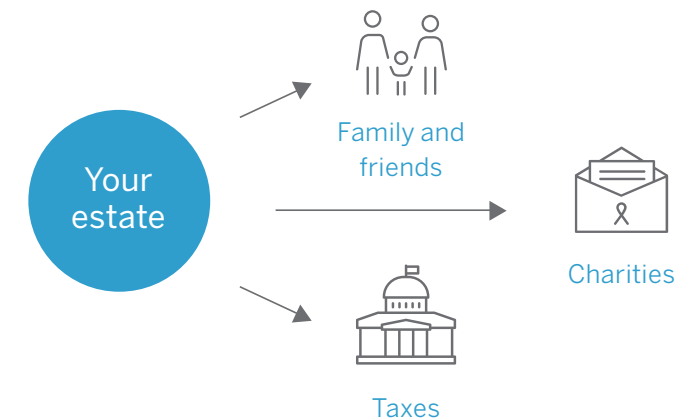 Your
estate
Family and
friends
Charities
Taxes